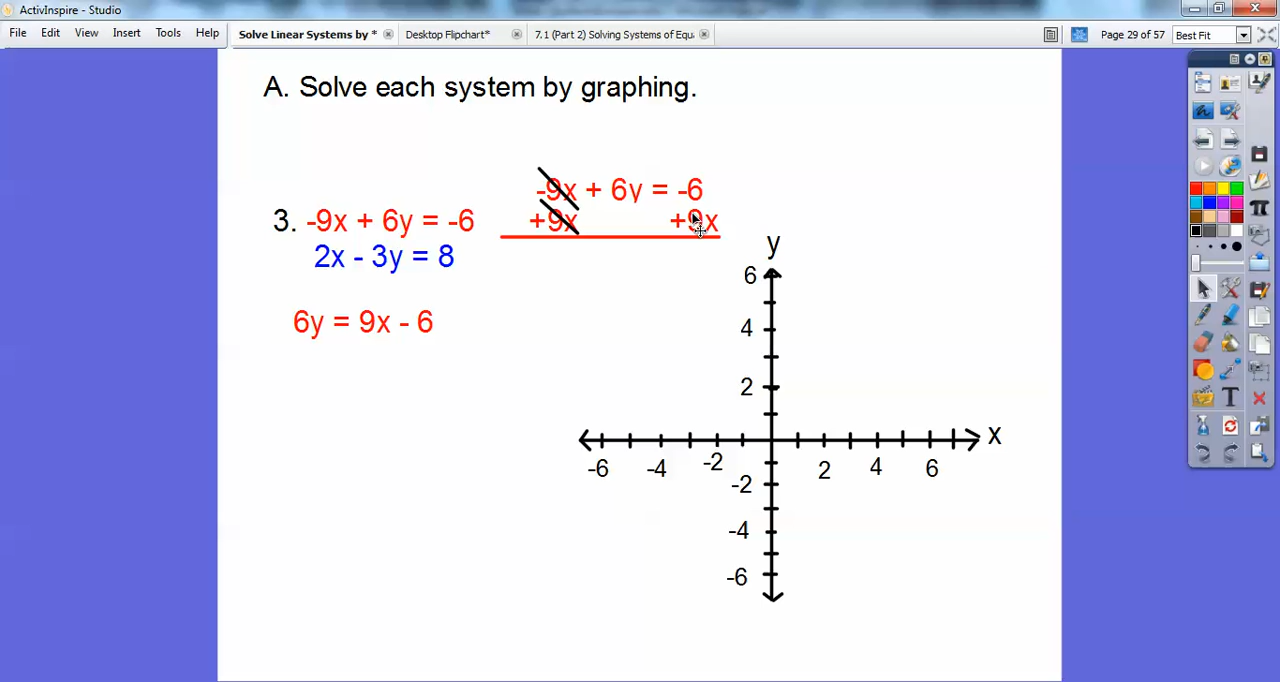 ActivInspire - Studio
File Edit View Insert Tools Help
Solve Linear Systems by * Desktop Flipchart* 7.1 (Part 2) Solving Systems of Equa
Page 29 of 57 Best Fit
A. Solve each system by graphing.
-9x + 6y = -6
+9x +9x
3. -9x + 6y = -6
2x - 3y = 8
6y = 9x - 6
y
6
4
2
x
-6 -4 -2 2 4 6
-2
-4
-6